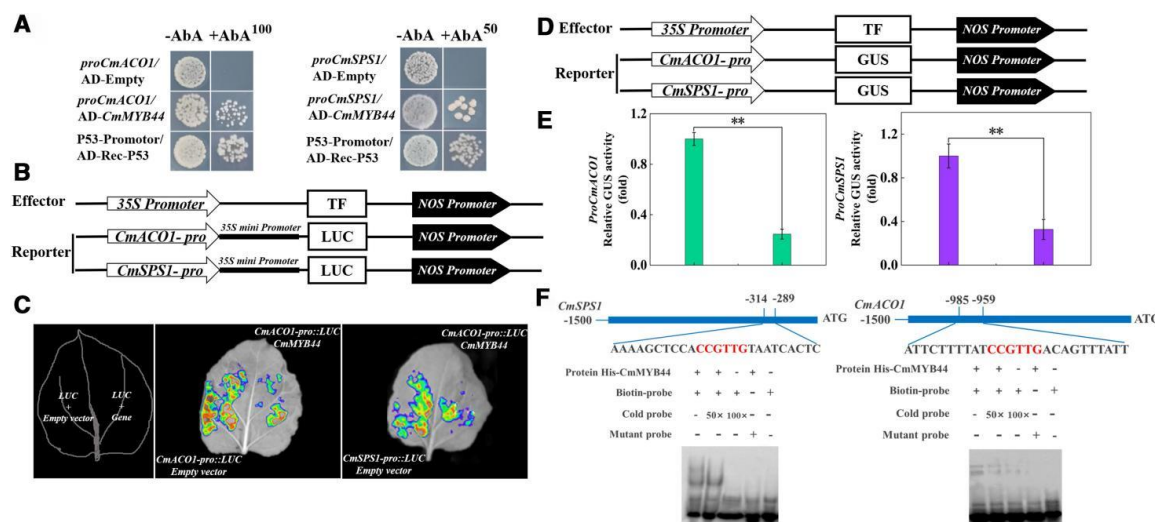 A
-AbA +AbA100
proCmACO1/
AD-Empty
proCmACO1/
AD-CmMYB44
P53-Promotor/
AD-Rec-P53
-AbA +AbA50
proCmSPS1/
AD-Empty
proCmSPS1/
AD-CmMYB44
P53-Promotor/
AD-Rec-P53
B
Effector 35S Promoter TF NOS Promoter
Reporter
CmACO1- pro 35S mini Promoter LUC NOS Promoter
CmSPS1- pro 35S mini Promoter LUC NOS Promoter
C
LUC
+
Empty vector
LUC
+
Gene
CmACO1-pro::LUC
CmMYB44
CmACO1-pro::LUC
Empty vector
CmACO1-pro::LUC
CmMYB44
CmSPS1-pro::LUC
Empty vector
D
Effector 35S Promoter TF NOS Promoter
Reporter
CmACO1- pro GUS NOS Promoter
CmSPS1- pro GUS NOS Promoter
E
ProCmACO1
Relative GUS activity
(fold)
1.2
0.8
0.4
0.0
**
ProCmSPS1
Relative GUS activity
(fold)
1.2
0.9
0.6
0.3
0.0
**
F
CmSPS1
-314 -289
-1500 ATG
AAAAGCTCCACCGTTGTAATCACTC
Protein His-CmMYB44 + + - + -
Biotin-probe + + + + +
Cold probe - 50× 100× - -
Mutant probe - - - + -
CmACO1
-985 -959
-1500 ATG
ATTCTTTTATCCGTTGACAGTTTATT
Protein His-CmMYB44 + + - + -
Biotin-probe + + + + +
Cold probe - 50× 100× - -
Mutant probe - - - + -